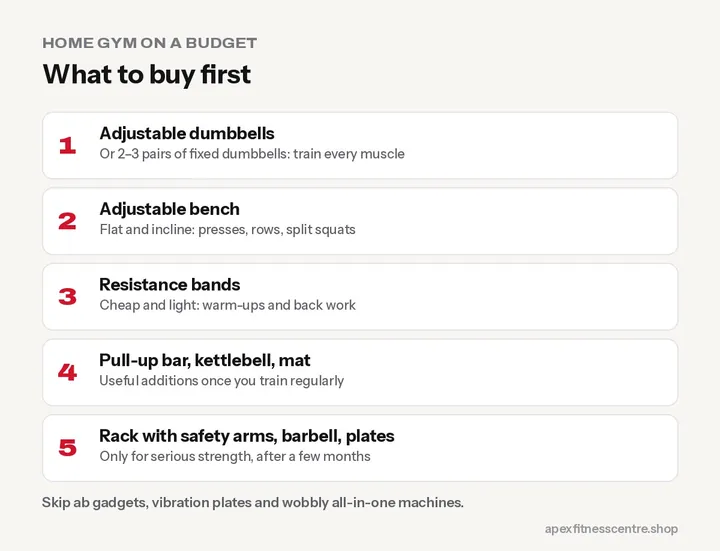 HOME GYM ON A BUDGET
What to buy first
1
Adjustable dumbbells
Or 2–3 pairs of fixed dumbbells: train every muscle
2
Adjustable bench
Flat and incline: presses, rows, split squats
3
Resistance bands
Cheap and light: warm-ups and back work
4
Pull-up bar, kettlebell, mat
Useful additions once you train regularly
5
Rack with safety arms, barbell, plates
Only for serious strength, after a few months
Skip ab gadgets, vibration plates and wobbly all-in-one machines.
apexfitnesscentre.shop